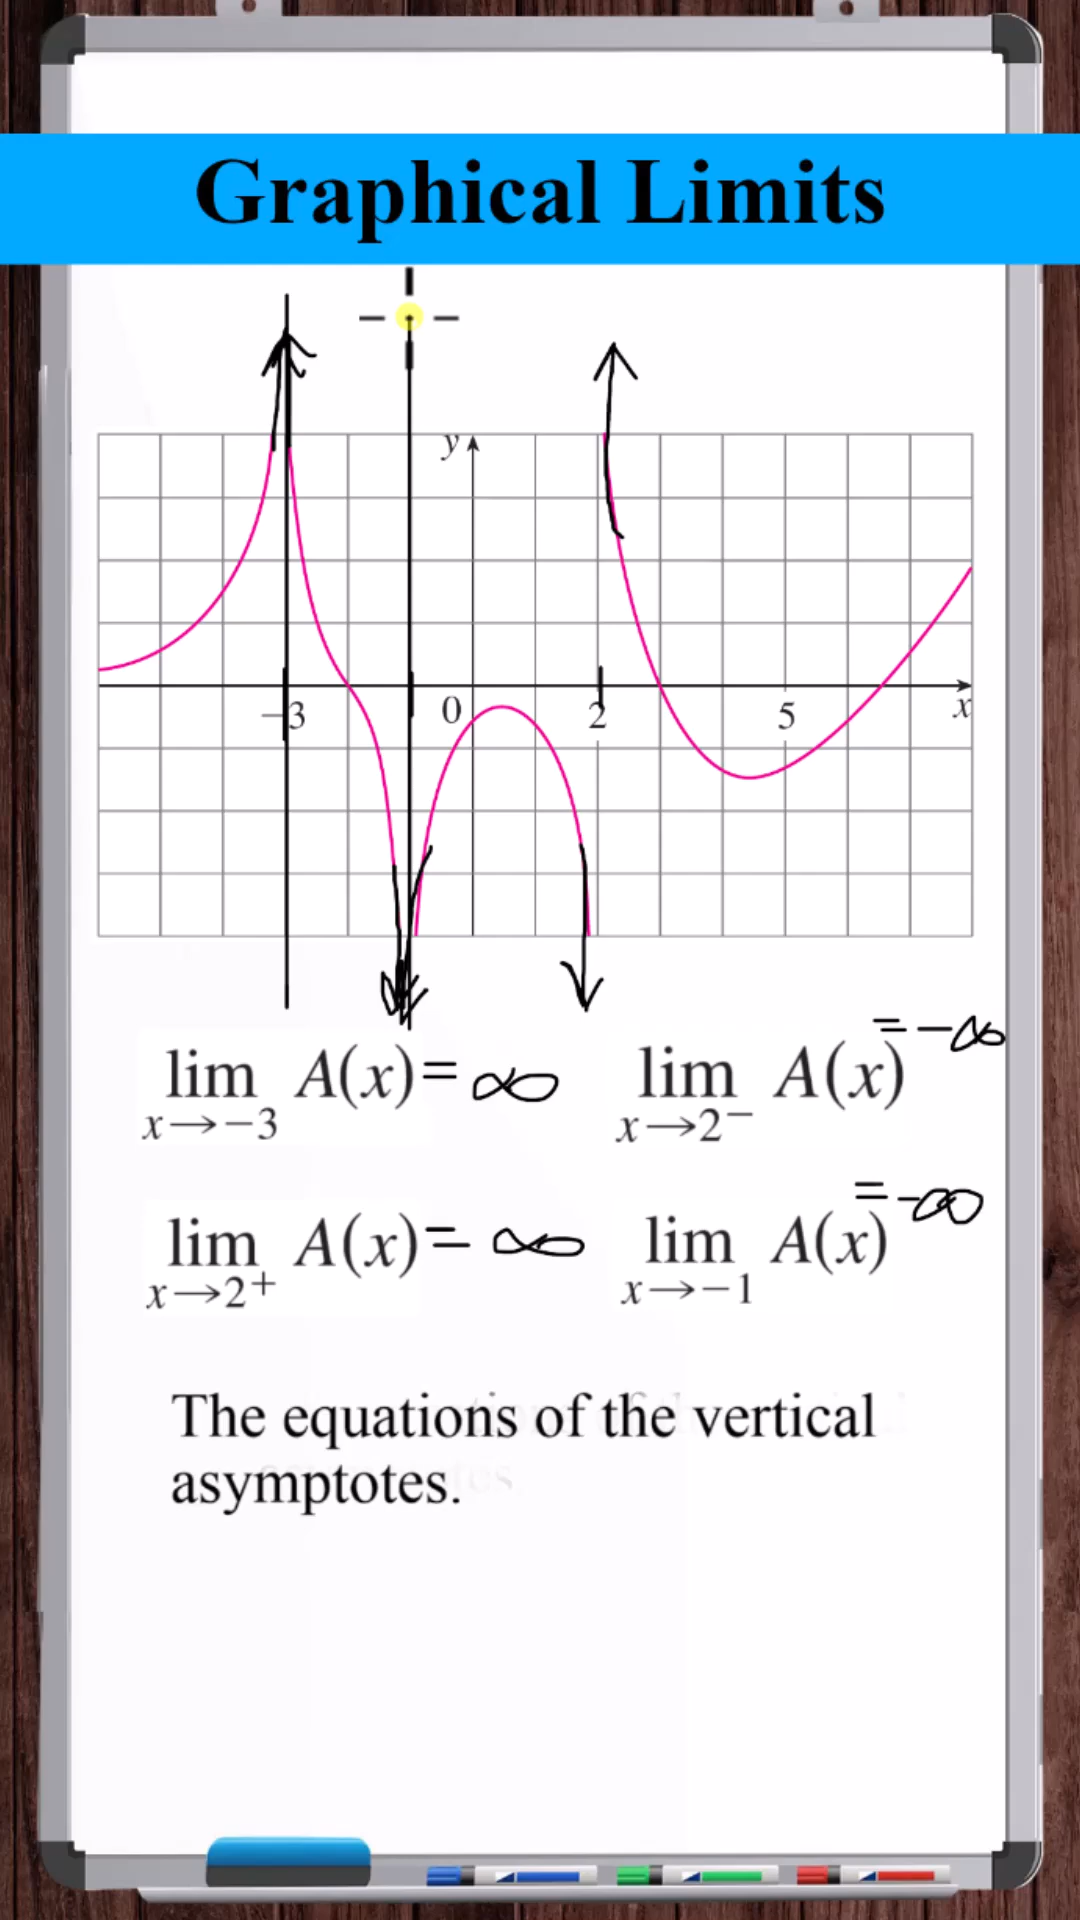 Graphical Limits
y
−3 0 2 5 x
lim A(x) = ∞
x→−3
lim A(x) = −∞
x→2⁻
lim A(x) = ∞
x→2⁺
lim A(x) = -∞
x→−1
The equations of the vertical
asymptotes.